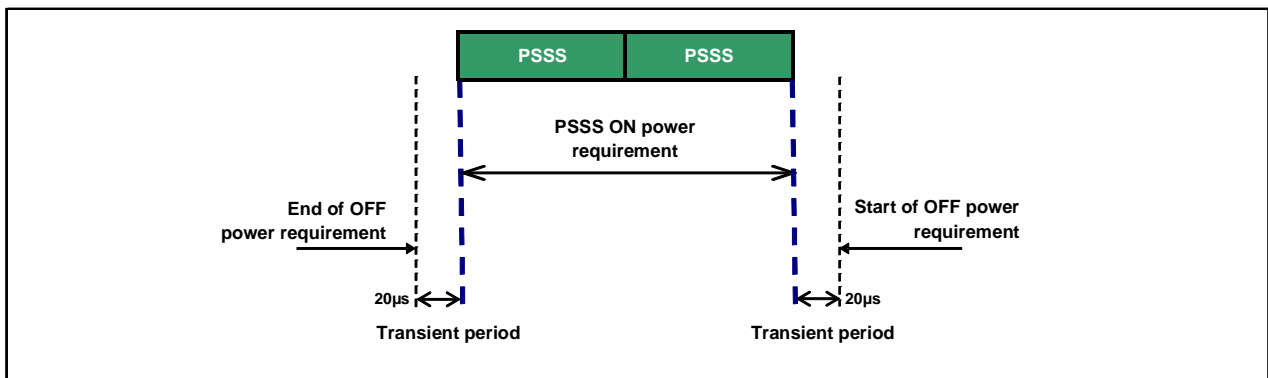 PSSS PSSS
PSSS ON power
requirement
End of OFF
power requirement
Start of OFF power
requirement
20µs
20µs
Transient period
Transient period